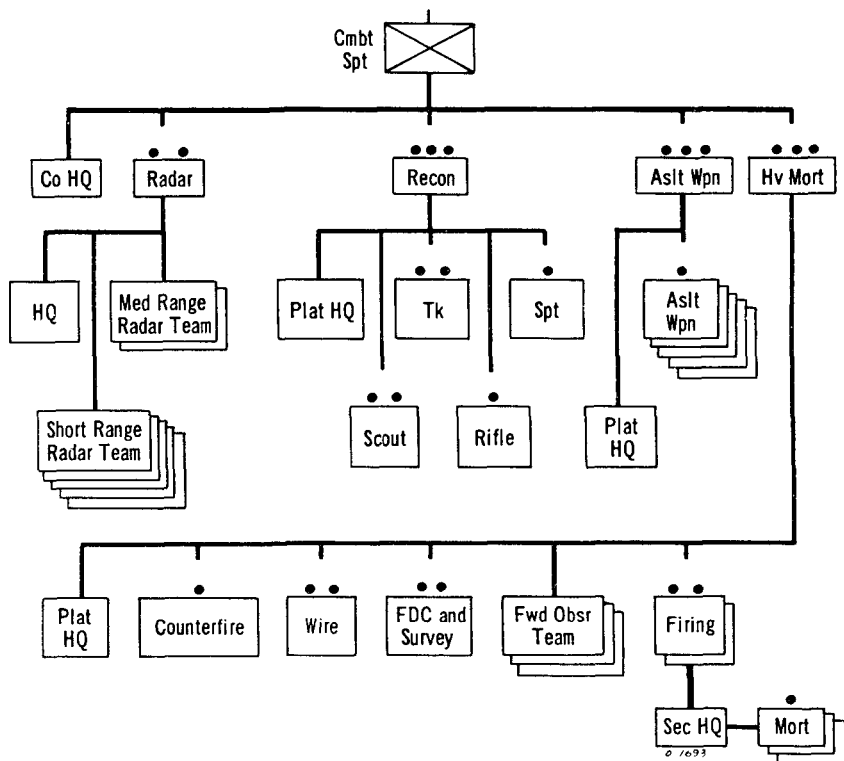 Cmbt
Spt
Co HQ
Radar
Recon
Aslt Wpn
Hv Mort
HQ
Med Range
Radar Team
Plat HQ
Tk
Spt
Aslt
Wpn
Short Range
Radar Team
Scout
Rifle
Plat
HQ
Plat
HQ
Counterfire
Wire
FDC and
Survey
Fwd Obsr
Team
Firing
Sec HQ
Mort
0 1693